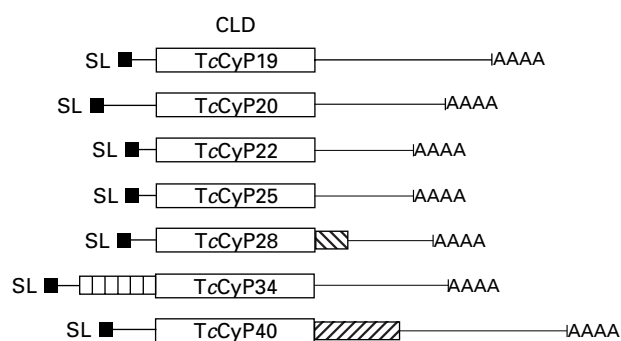 CLD
SL TcCyP19 AAAA
SL TcCyP20 AAAA
SL TcCyP22 AAAA
SL TcCyP25 AAAA
SL TcCyP28 AAAA
SL TcCyP34 AAAA
SL TcCyP40 AAAA